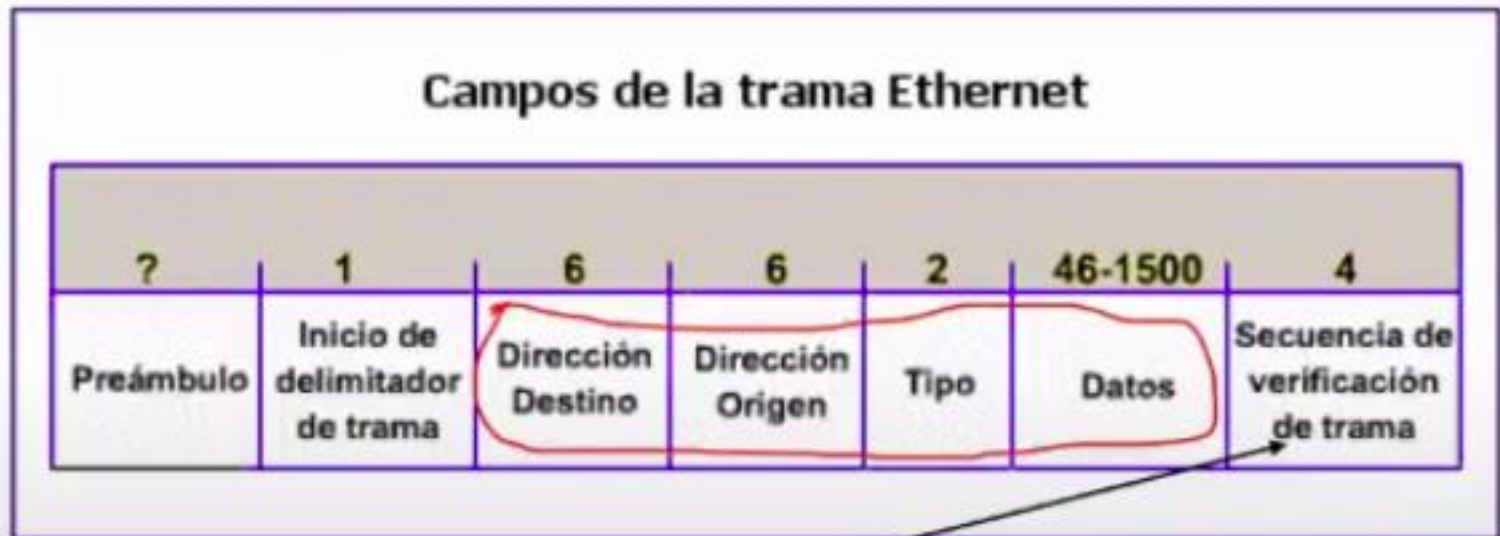 Campos de la trama Ethernet
? 1 6 6 2 46-1500 4
Preámbulo
Inicio de
delimitador
de trama
Dirección
Destino
Dirección
Origen
Tipo
Datos
Secuencia de
verificación
de trama